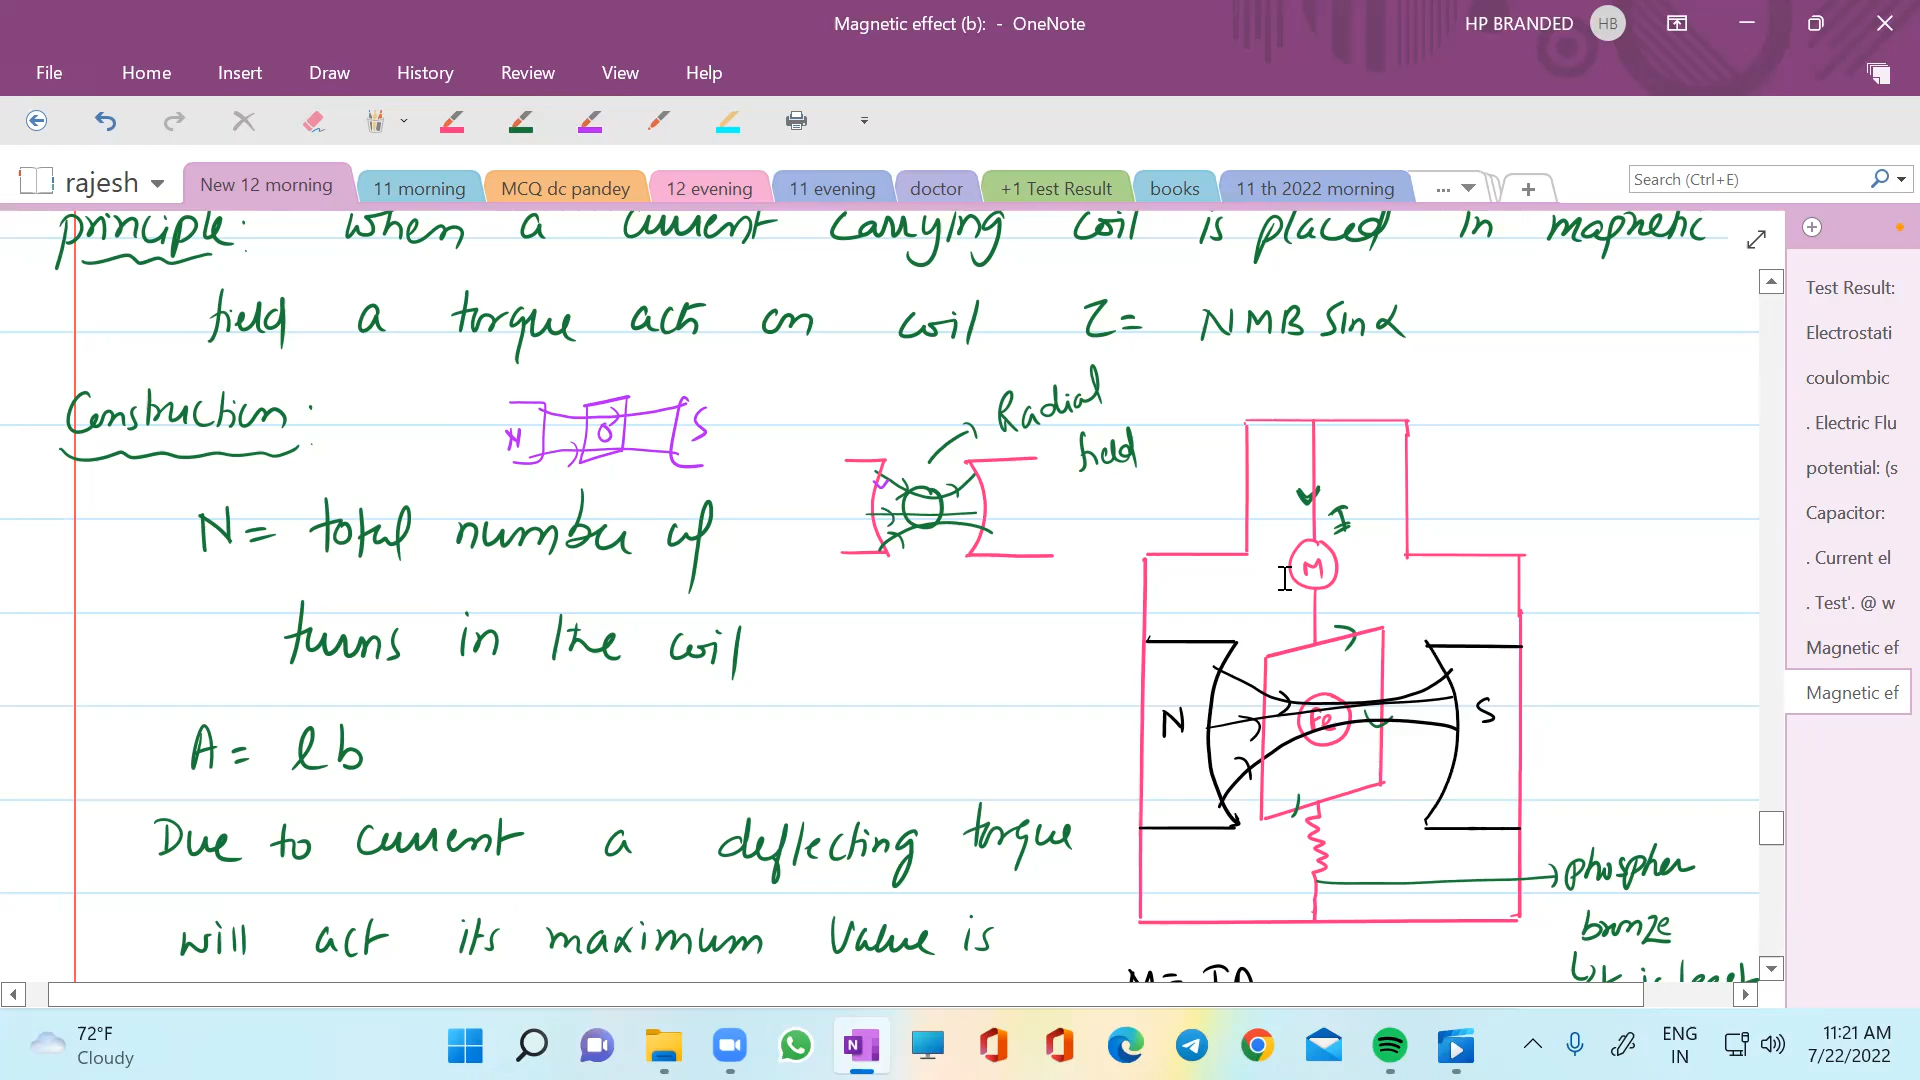 Magnetic effect (b): - OneNote
HP BRANDED HB
File Home Insert Draw History Review View Help
rajesh New 12 morning 11 morning MCQ dc pandey 12 evening 11 evening doctor +1 Test Result books 11 th 2022 morning ... + Search (Ctrl+E)
principle: when a current carrying coil is placed in magnetic
field a torque acts on coil τ = NMB Sin α
Construction:
N S
Radial
field
N = total number of
turns in the coil
A = lb
Due to current a deflecting torque
will act its maximum Value is
I
M
N Fe S
phospher
bronze
M = IA
Test Result:
Electrostati
coulombic
. Electric Flu
potential: (s
Capacitor:
. Current el
. Test'. @ w
Magnetic ef
Magnetic ef
72°F
Cloudy
ENG
IN
11:21 AM
7/22/2022